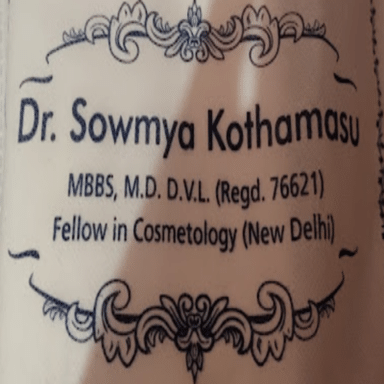 Dr. Sowmya Kothamasu
MBBS, M.D. D.V.L. (Regd. 76621)
Fellow in Cosmetology (New Delhi)